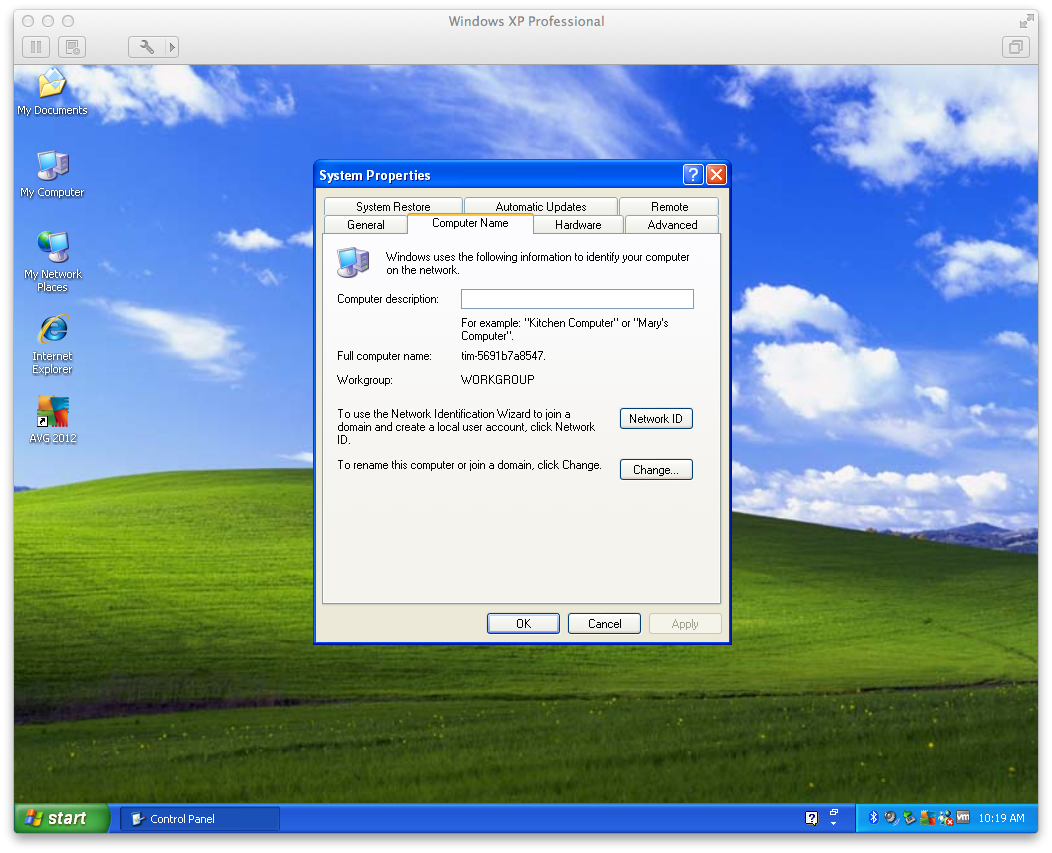 Windows XP Professional
My Documents
My Computer
My Network
Places
Internet
Explorer
AVG 2012
System Properties
System Restore
Automatic Updates
Remote
General
Computer Name
Hardware
Advanced
Windows uses the following information to identify your computer
on the network.
Computer description:
For example: "Kitchen Computer" or "Mary's
Computer".
Full computer name:
tim-5691b7a8547.
Workgroup:
WORKGROUP
To use the Network Identification Wizard to join a
domain and create a local user account, click Network
ID.
Network ID
To rename this computer or join a domain, click Change.
Change...
OK
Cancel
Apply
start
Control Panel
vm
10:19 AM